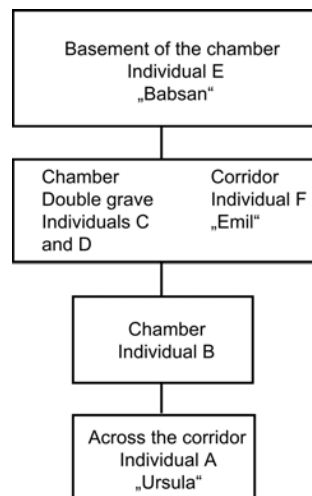 Basement of the chamber
Individual E
„Babsan“
Chamber
Double grave
Individuals C
and D
Corridor
Individual F
„Emil“
Chamber
Individual B
Across the corridor
Individual A
„Ursula“